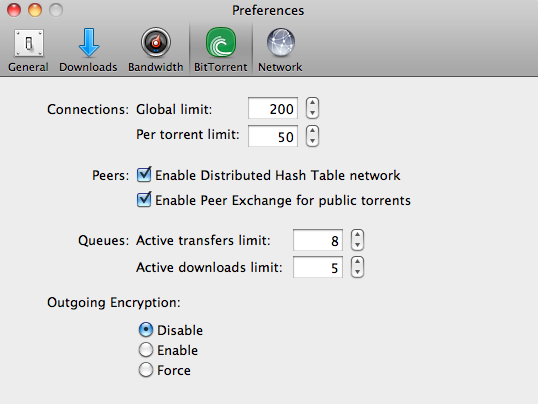 Preferences
General Downloads Bandwidth BitTorrent Network
Connections: Global limit: 200
Per torrent limit: 50
Peers: Enable Distributed Hash Table network
Enable Peer Exchange for public torrents
Queues: Active transfers limit: 8
Active downloads limit: 5
Outgoing Encryption:
Disable
Enable
Force